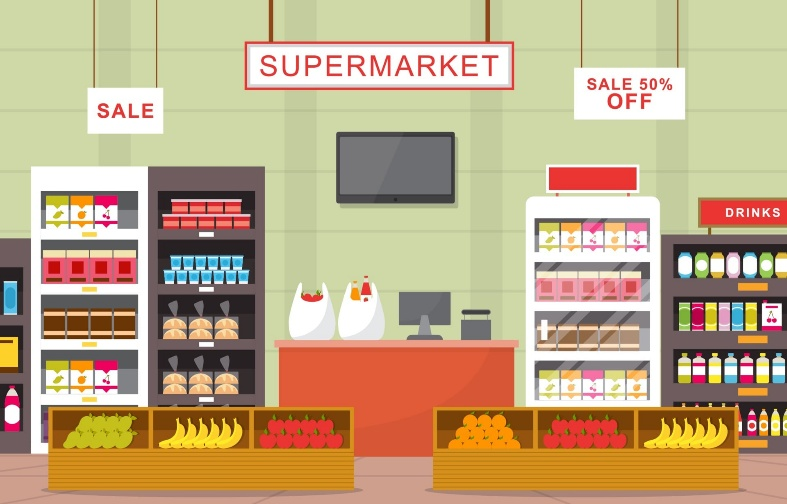 SUPERMARKET
SALE
SALE 50%
OFF
DRINKS